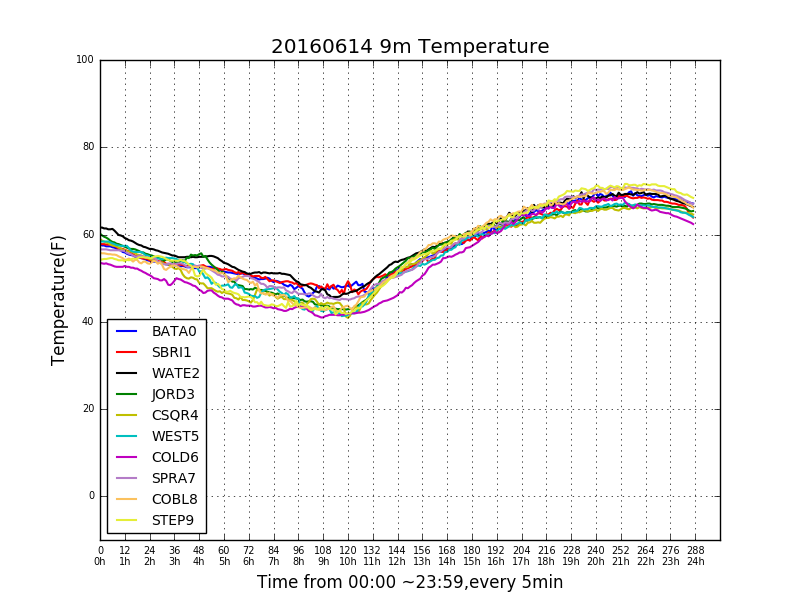 20160614 9m Temperature
100
80
60
40
20
0
Temperature(F)
BATA0
SBRI1
WATE2
JORD3
CSQR4
WEST5
COLD6
SPRA7
COBL8
STEP9
0 12 24 36 48 60 72 84 96 108 120 132 144 156 168 180 192 204 216 228 240 252 264 276 288
0h 1h 2h 3h 4h 5h 6h 7h 8h 9h 10h 11h 12h 13h 14h 15h 16h 17h 18h 19h 20h 21h 22h 23h 24h
Time from 00:00 ~23:59,every 5min